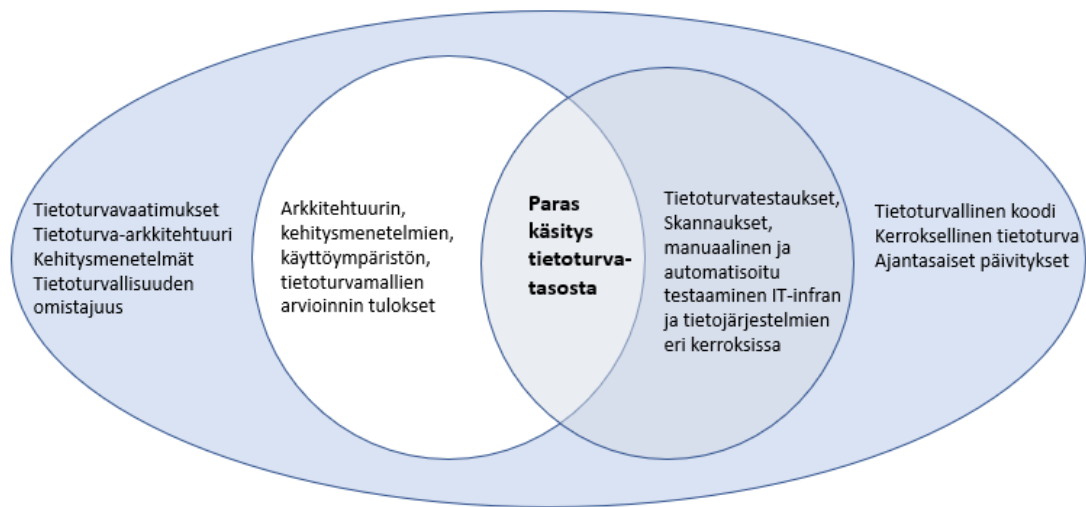 Tietoturvavaatimukset
Tietoturva-arkkitehtuuri
Kehitysmenetelmät
Tietoturvallisuuden
omistajuus
Arkkitehtuurin,
kehitysmenetelmien,
käyttöympäristön,
tietoturvamallien
arvioinnin tulokset
Paras
käsitys
tietoturva-
tasosta
Tietoturvatestaukset,
Skannaukset,
manuaalinen ja
automatisoitu
testaaminen IT-infran
ja tietojärjestelmien
eri kerroksissa
Tietoturvallinen koodi
Kerroksellinen tietoturva
Ajantasaiset päivitykset